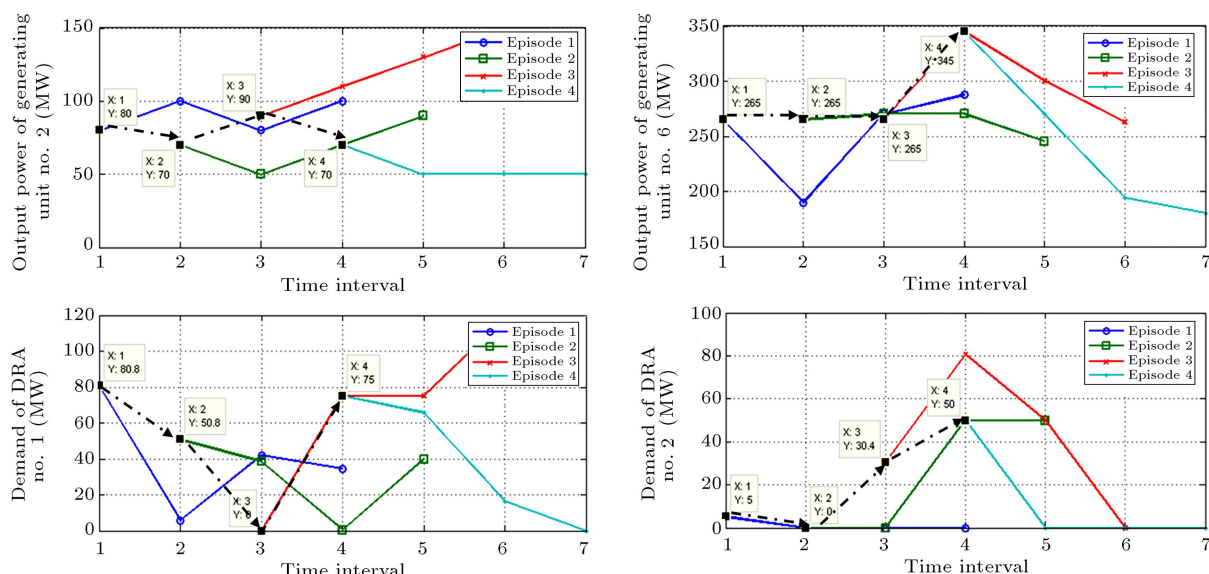 Output power of generating
unit no. 2 (MW)
150
100
50
0
1 2 3 4 5 6 7
Time interval
Episode 1
Episode 2
Episode 3
Episode 4
X: 1
Y: 80
X: 2
Y: 70
X: 3
Y: 90
X: 4
Y: 70
Output power of generating
unit no. 6 (MW)
350
300
250
200
150
1 2 3 4 5 6 7
Time interval
Episode 1
Episode 2
Episode 3
Episode 4
X: 1
Y: 265
X: 2
Y: 265
X: 3
Y: 265
X: 4
Y: 345
Demand of DRA
no. 1 (MW)
120
100
80
60
40
20
0
1 2 3 4 5 6 7
Time interval
Episode 1
Episode 2
Episode 3
Episode 4
X: 1
Y: 80.8
X: 2
Y: 50.8
X: 3
Y: 0
X: 4
Y: 75
Demand of DRA
no. 2 (MW)
100
80
60
40
20
0
1 2 3 4 5 6 7
Time interval
Episode 1
Episode 2
Episode 3
Episode 4
X: 1
Y: 5
X: 2
Y: 0
X: 3
Y: 30.4
X: 4
Y: 50